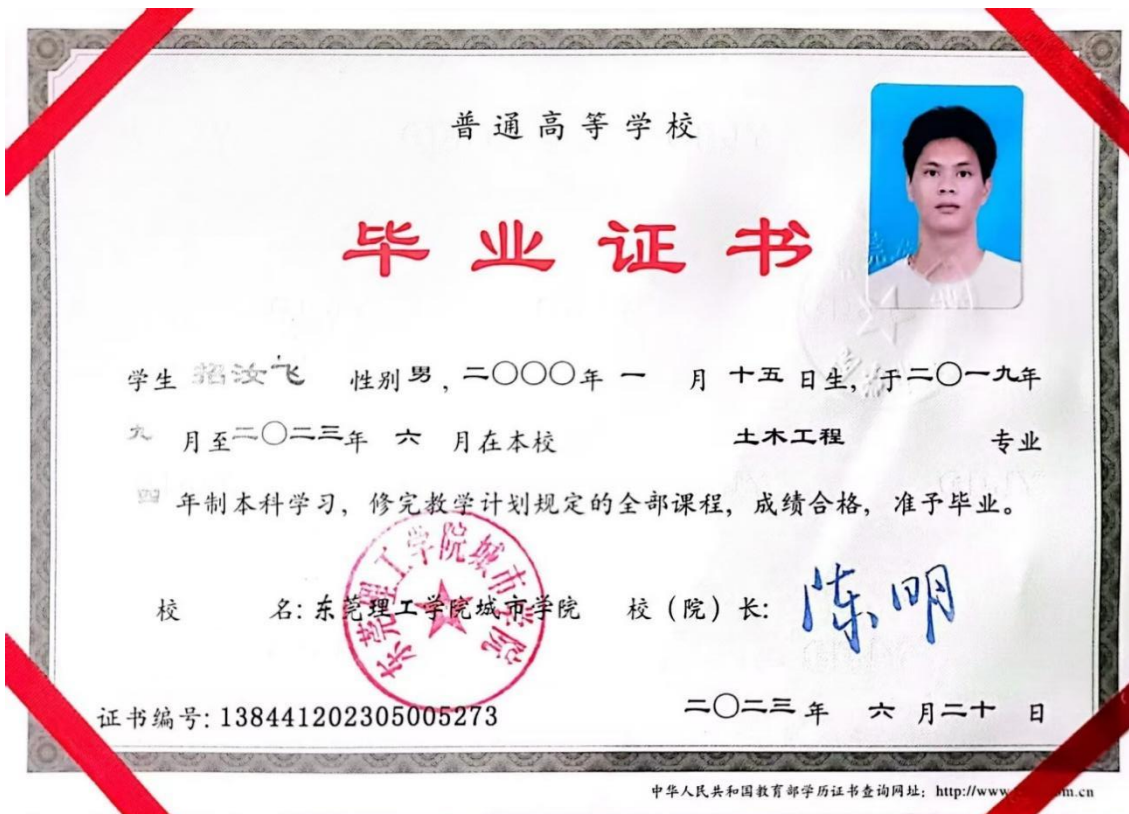 普通高等学校
毕业证书
学生 招汝飞 性别 男, 二〇〇〇年 一 月 十五 日生, 于二〇一九年
九 月至二〇二三年 六 月在本校 土木工程 专业
四 年制本科学习, 修完教学计划规定的全部课程, 成绩合格, 准予毕业。
校 名: 东莞理工学院城市学院 校 (院) 长: 陈明
东莞理工学院城市学院
证书编号: 138441202305005273 二〇二三 年 六 月二十 日
中华人民共和国教育部学历证书查询网址: http://www. .com.cn